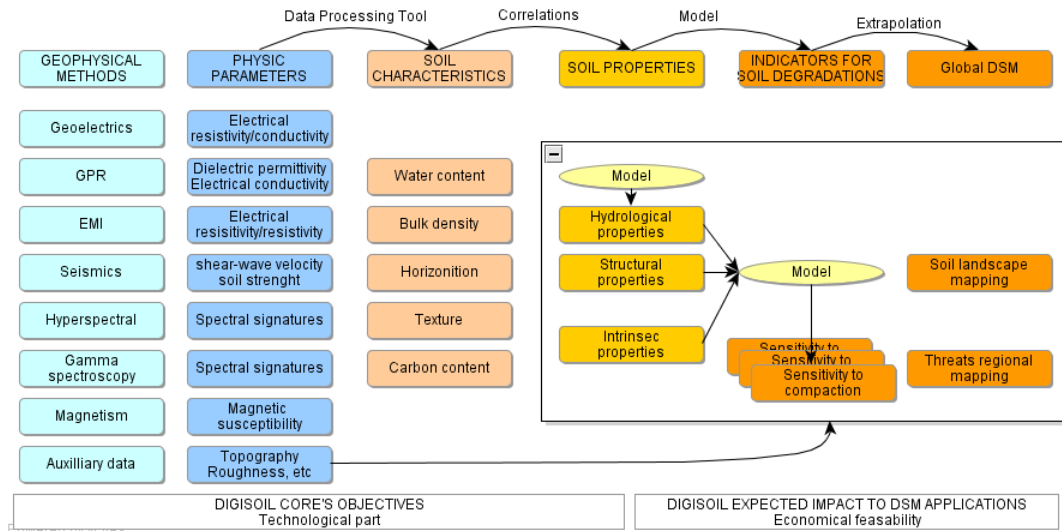 Data Processing Tool
Correlations
Model
Extrapolation
GEOPHYSICAL
METHODS
PHYSIC
PARAMETERS
SOIL
CHARACTERISTICS
SOIL PROPERTIES
INDICATORS FOR
SOIL DEGRADATIONS
Global DSM
Geoelectrics
Electrical
resistivity/conductivity
GPR
Dielectric permittivity
Electrical conductivity
Water content
Model
EMI
Electrical
resisitivity/resistivity
Bulk density
Hydrological
properties
Seismics
shear-wave velocity
soil strenght
Horizonition
Structural
properties
Model
Soil landscape
mapping
Hyperspectral
Spectral signatures
Texture
Intrinsec
properties
Gamma
spectroscopy
Spectral signatures
Carbon content
Sensitivity to
Sensitivity to
Sensitivity to
compaction
Threats regional
mapping
Magnetism
Magnetic
susceptibility
Auxilliary data
Topography
Roughness, etc
DIGISOIL CORE'S OBJECTIVES
Technological part
DIGISOIL EXPECTED IMPACT TO DSM APPLICATIONS
Economical feasability